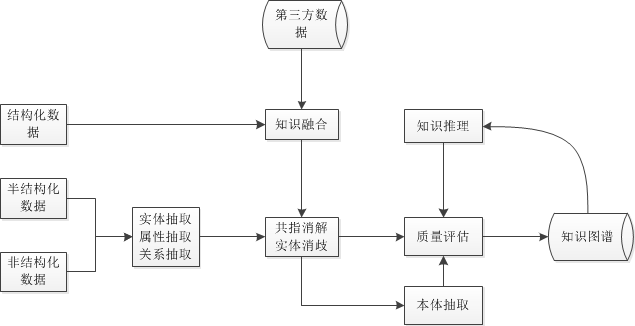 第三方数
据
结构化数
据
知识融合
知识推理
半结构化
数据
实体抽取
属性抽取
关系抽取
共指消解
实体消歧
质量评估
知识图谱
非结构化
数据
本体抽取